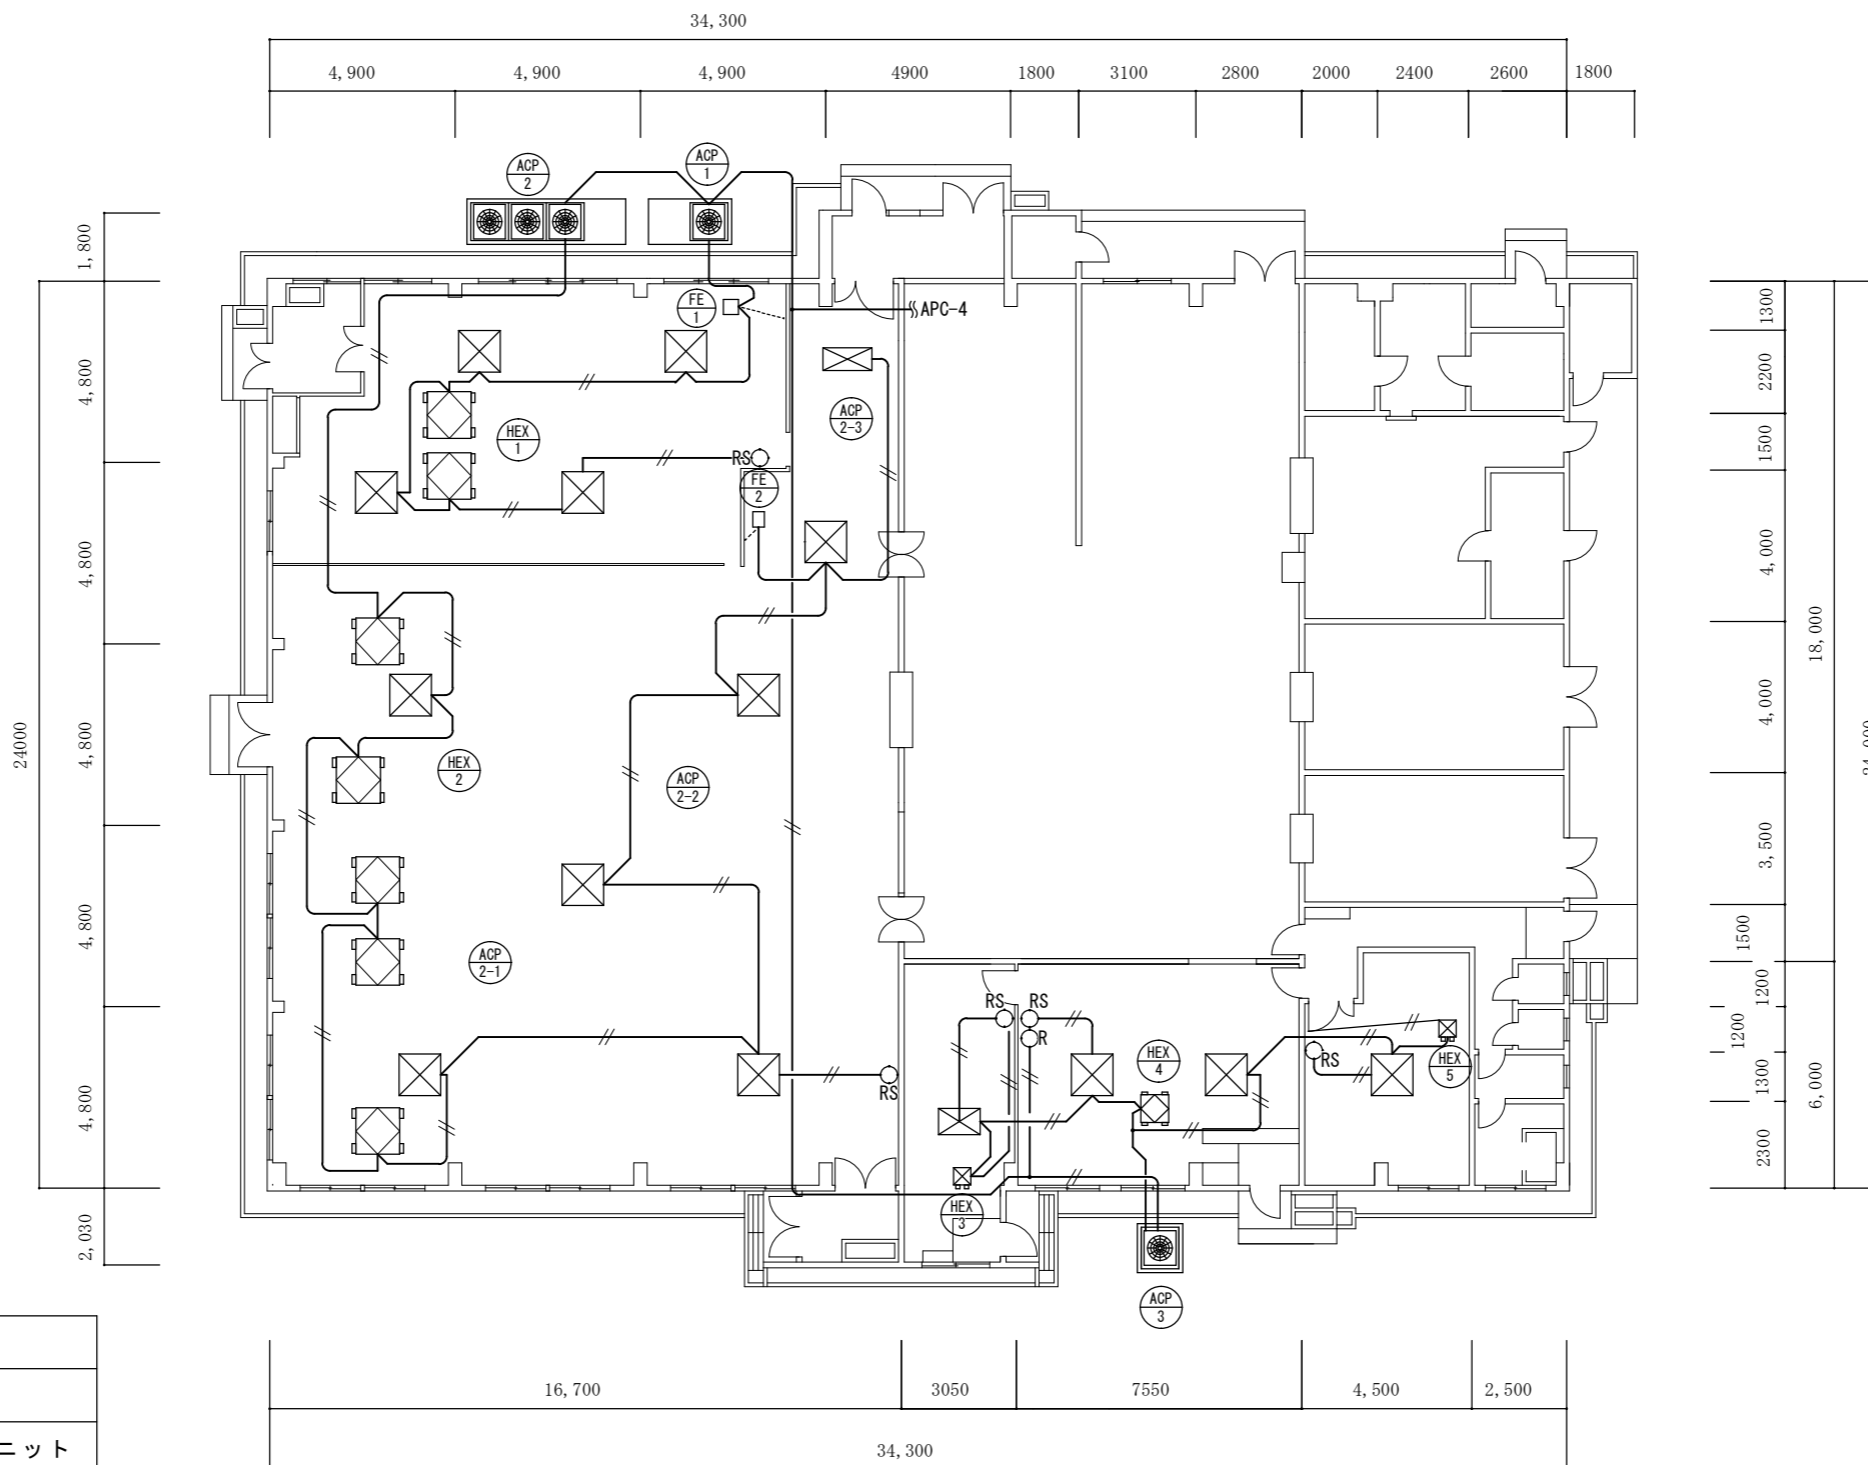 34,300
4,900 4,900 4,900 4900 1800 3100 2800 2000 2400 2600 1800
ACP 2
ACP 1
1,800
FE 1
APC-4
1300
4,800
2200
ACP 2-3
HEX 1
RS
1500
FE 2
4,800
4,000
18,000
4,800
4,000
24000
HEX 2
ACP 2-2
3,500
4,800
1500
ACP 2-1
1200
RS RS
R
1200
HEX 4
RS
HEX 5
RS
1300
6,000
4,800
2300
HEX 3
2,030
ACP 3
16,700 3050 7550 4,500 2,500
ニット
34,300